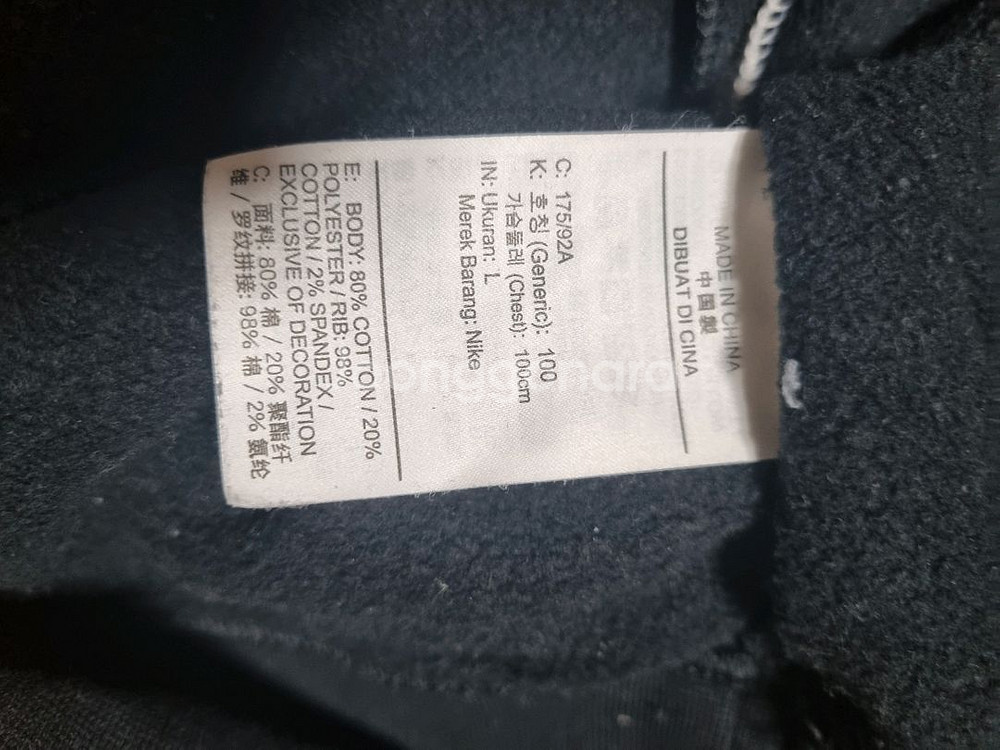 MADE IN CHINA
中国製
DIBUAT DI CINA
C: 175/92A
K: 호칭 (Generic): 100
가슴둘레 (Chest): 100cm
IN: Ukuran: L
Merek Barang: Nike
E: BODY: 80% COTTON / 20%
POLYESTER / RIB: 98%
COTTON / 2% SPANDEX /
EXCLUSIVE OF DECORATION
C: 面料: 80% 棉 / 20% 聚酯纤
维 / 罗纹拼接: 98% 棉 / 2% 氨纶